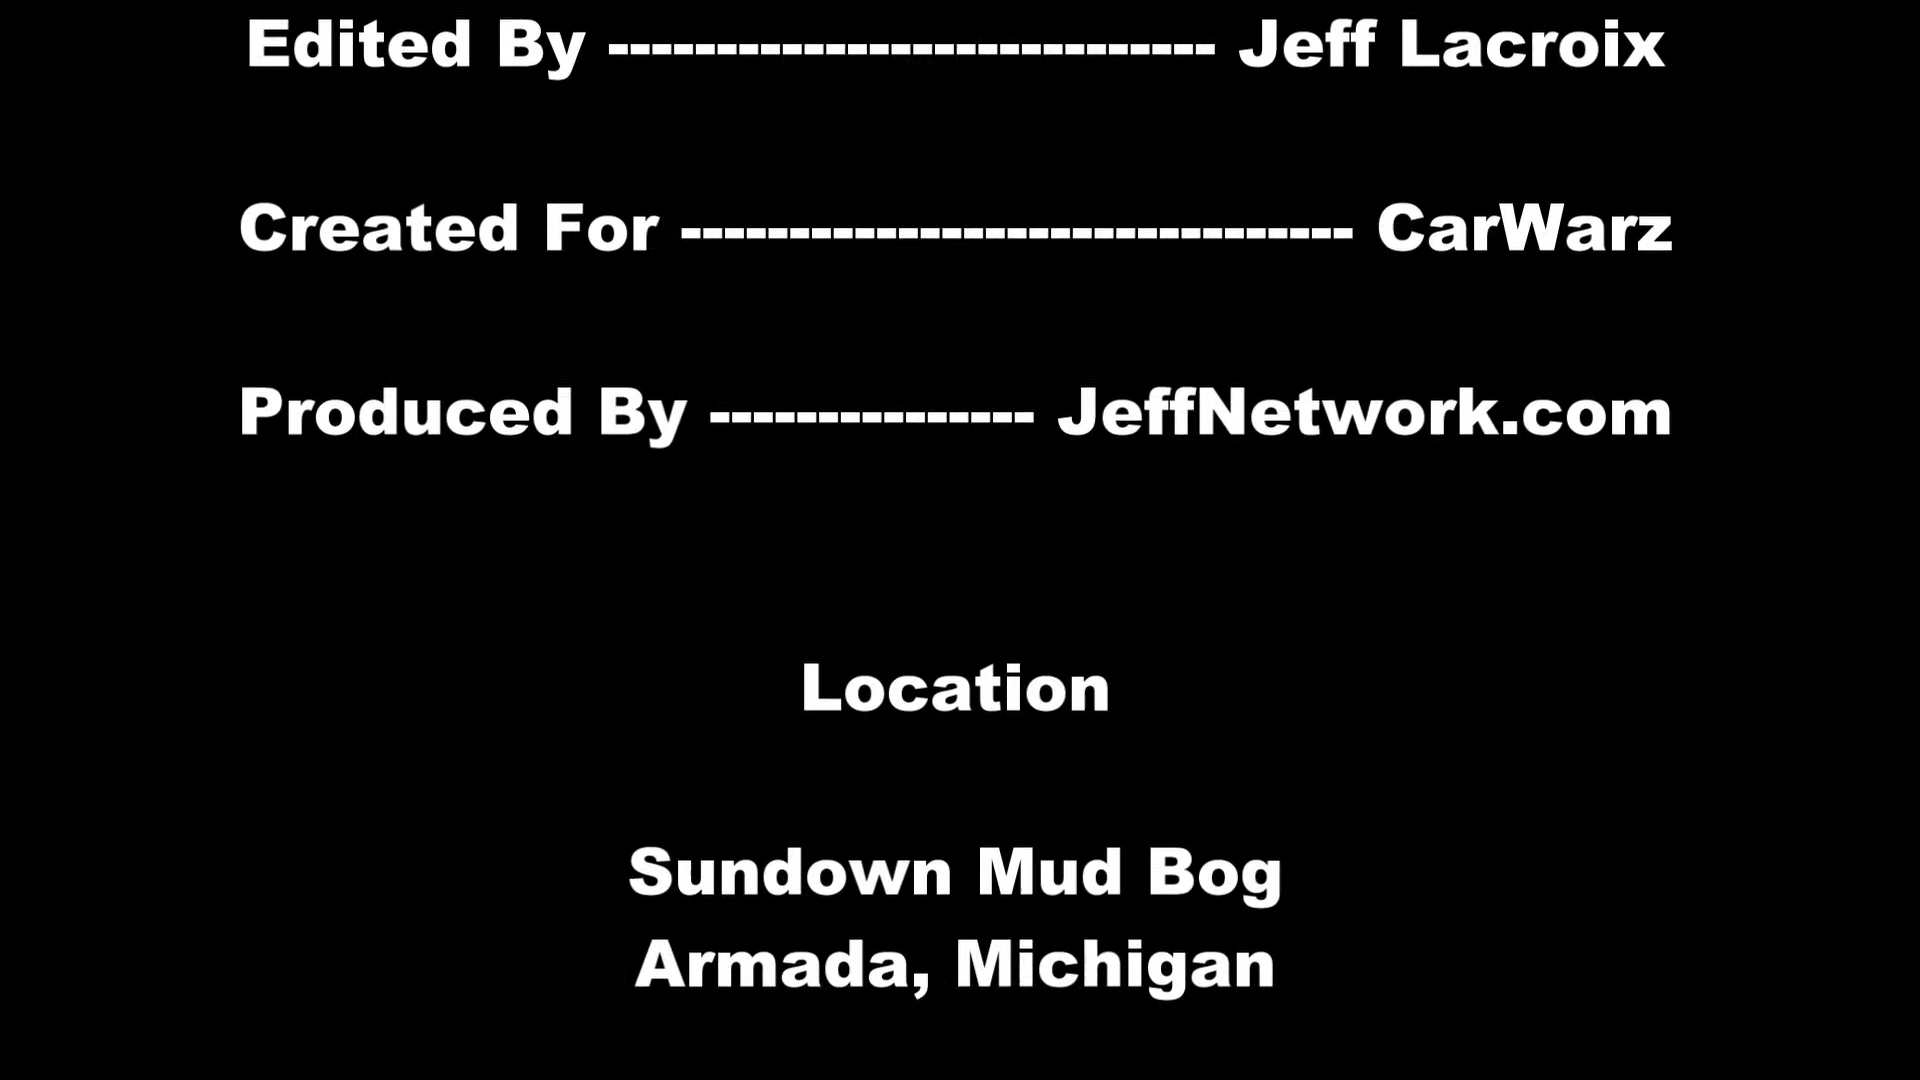 Edited By ---------------------------- Jeff Lacroix
Created For ------------------------------- CarWarz
Produced By --------------- JeffNetwork.com
Location
Sundown Mud Bog
Armada, Michigan